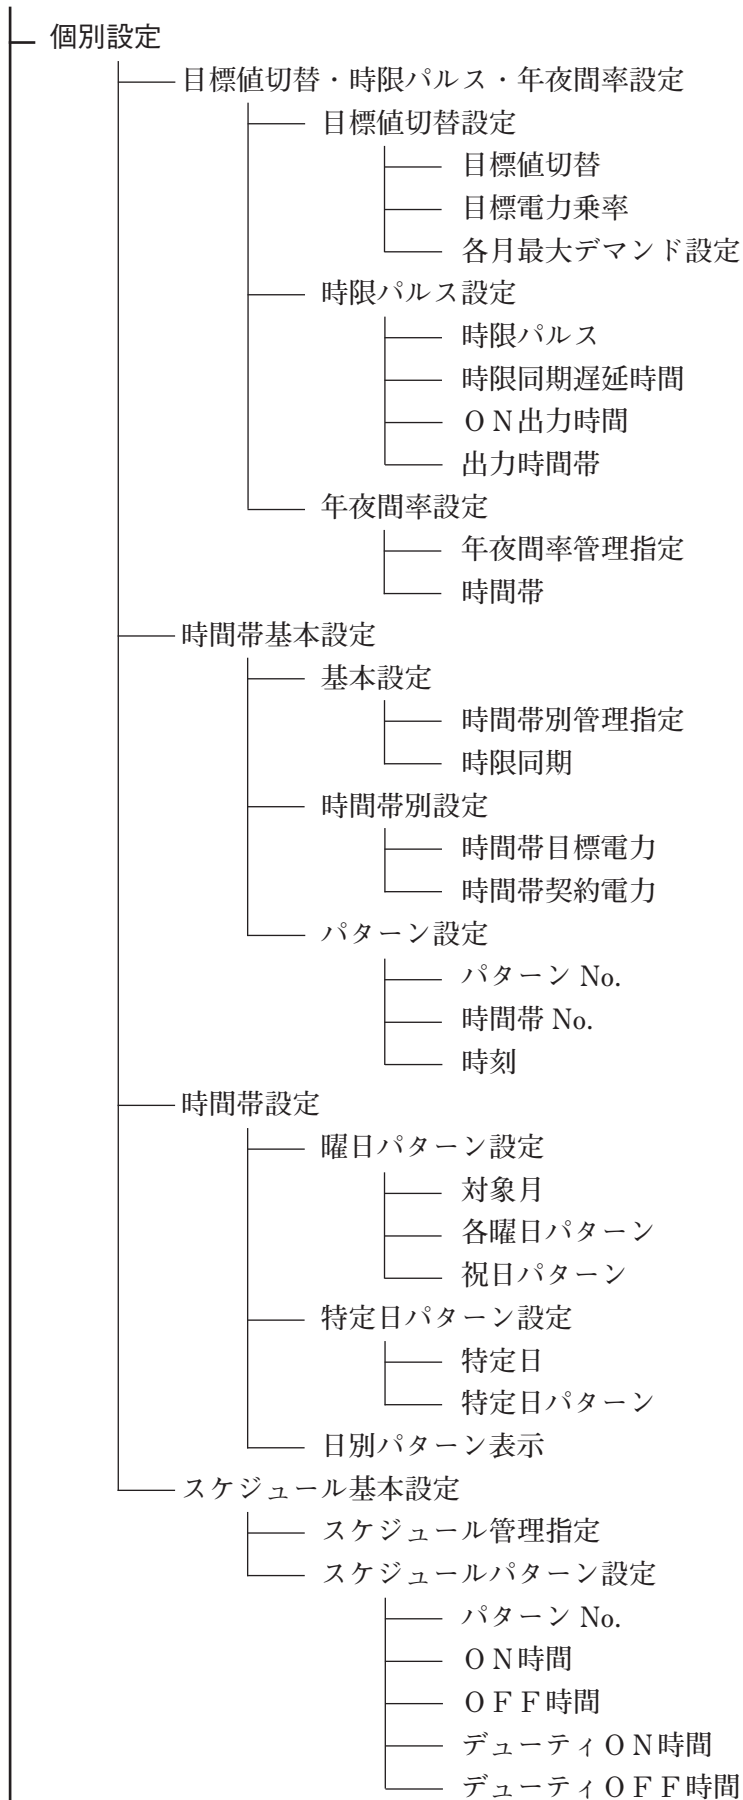 個別設定
目標値切替・時限パルス・年夜間率設定
目標値切替設定
目標値切替
目標電力乗率
各月最大デマンド設定
時限パルス設定
時限パルス
時限同期遅延時間
ＯＮ出力時間
出力時間帯
年夜間率設定
年夜間率管理指定
時間帯
時間帯基本設定
基本設定
時間帯別管理指定
時限同期
時間帯別設定
時間帯目標電力
時間帯契約電力
パターン設定
パターン No.
時間帯 No.
時刻
時間帯設定
曜日パターン設定
対象月
各曜日パターン
祝日パターン
特定日パターン設定
特定日
特定日パターン
日別パターン表示
スケジュール基本設定
スケジュール管理指定
スケジュールパターン設定
パターン No.
ＯＮ時間
ＯＦＦ時間
デューティＯＮ時間
デューティＯＦＦ時間